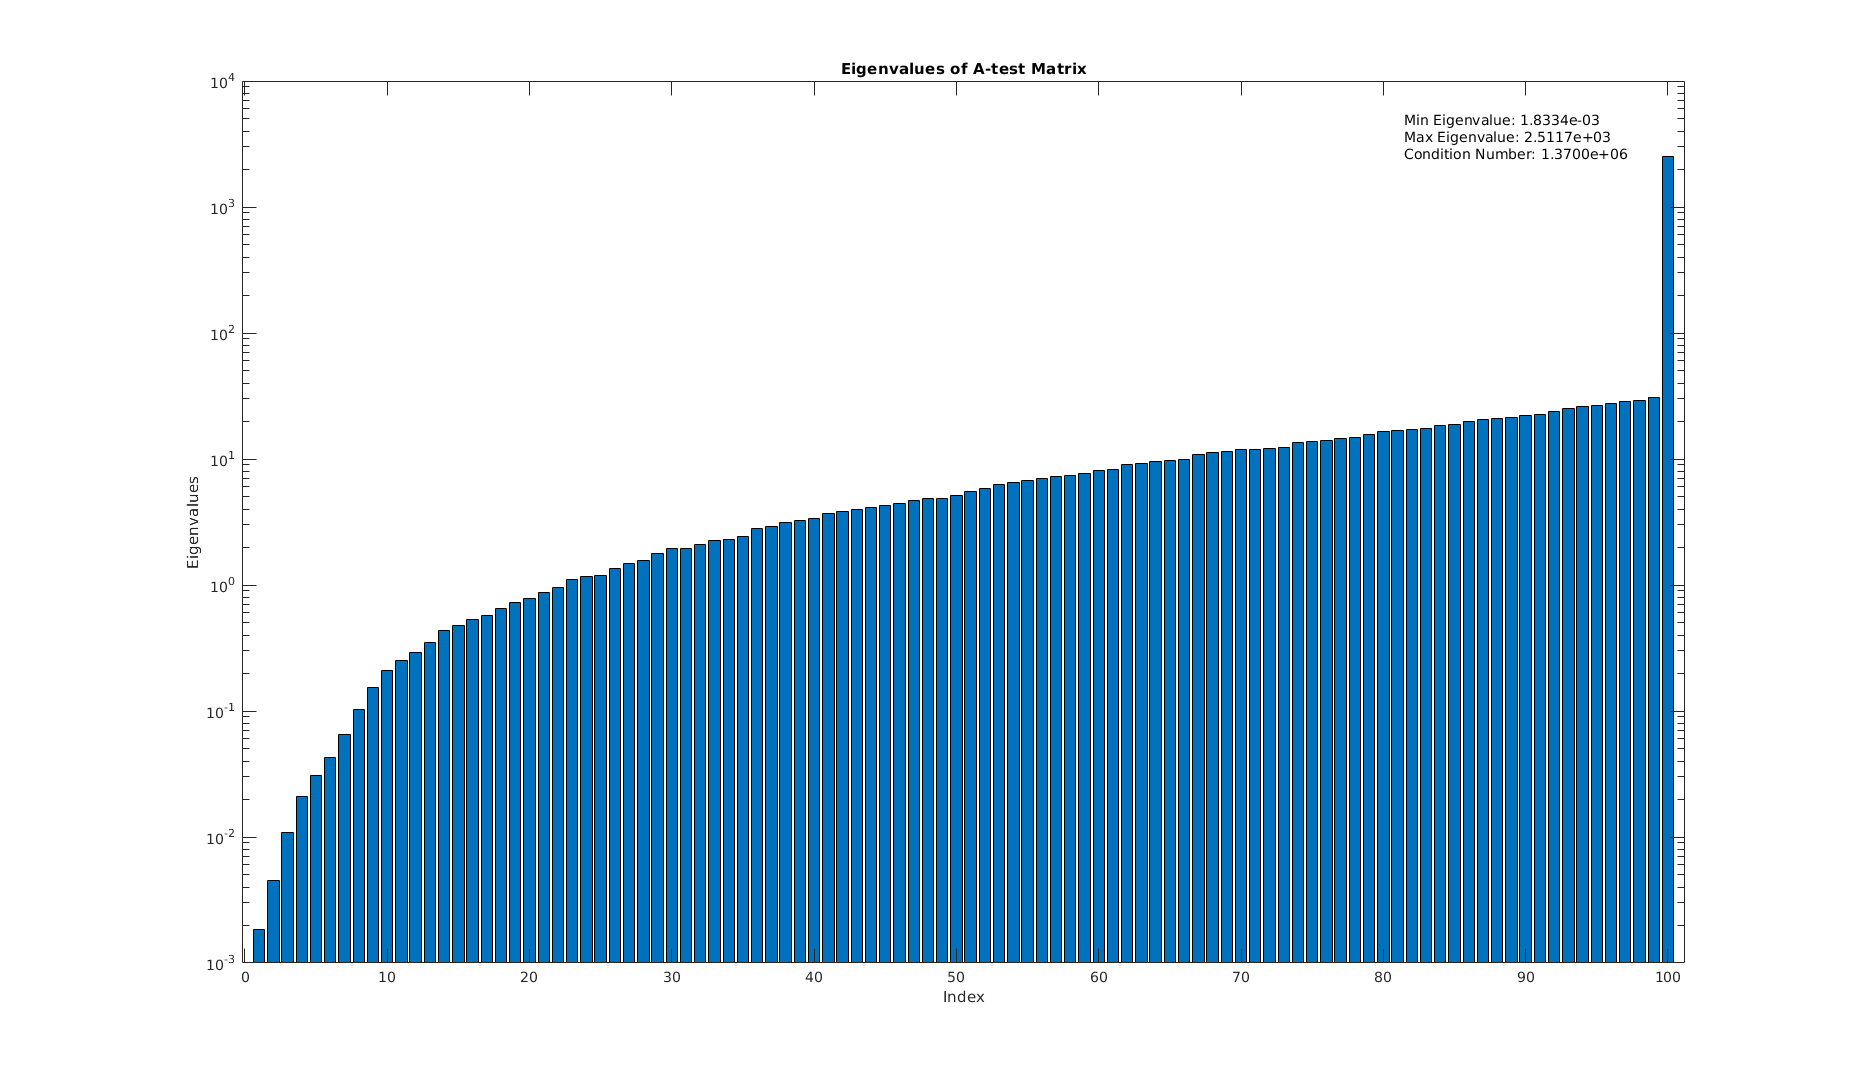 Eigenvalues of A-test Matrix
Min Eigenvalue: 1.8334e-03
Max Eigenvalue: 2.5117e+03
Condition Number: 1.3700e+06
10^4
10^3
10^2
10^1
10^0
10^-1
10^-2
10^-3
Eigenvalues
0 10 20 30 40 50 60 70 80 90 100
Index